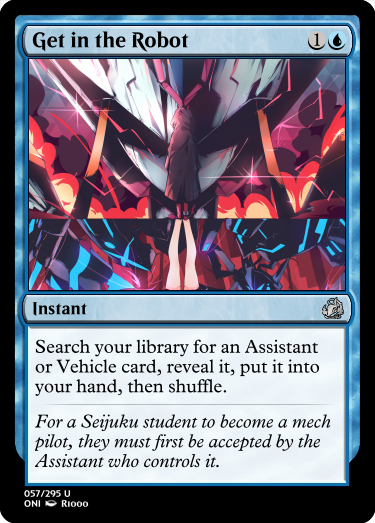 Get in the Robot 1
Instant
Search your library for an Assistant
or Vehicle card, reveal it, put it into
your hand, then shuffle.
For a Seijuku student to become a mech
pilot, they must first be accepted by the
Assistant who controls it.
057/295 U
ONI Riooo